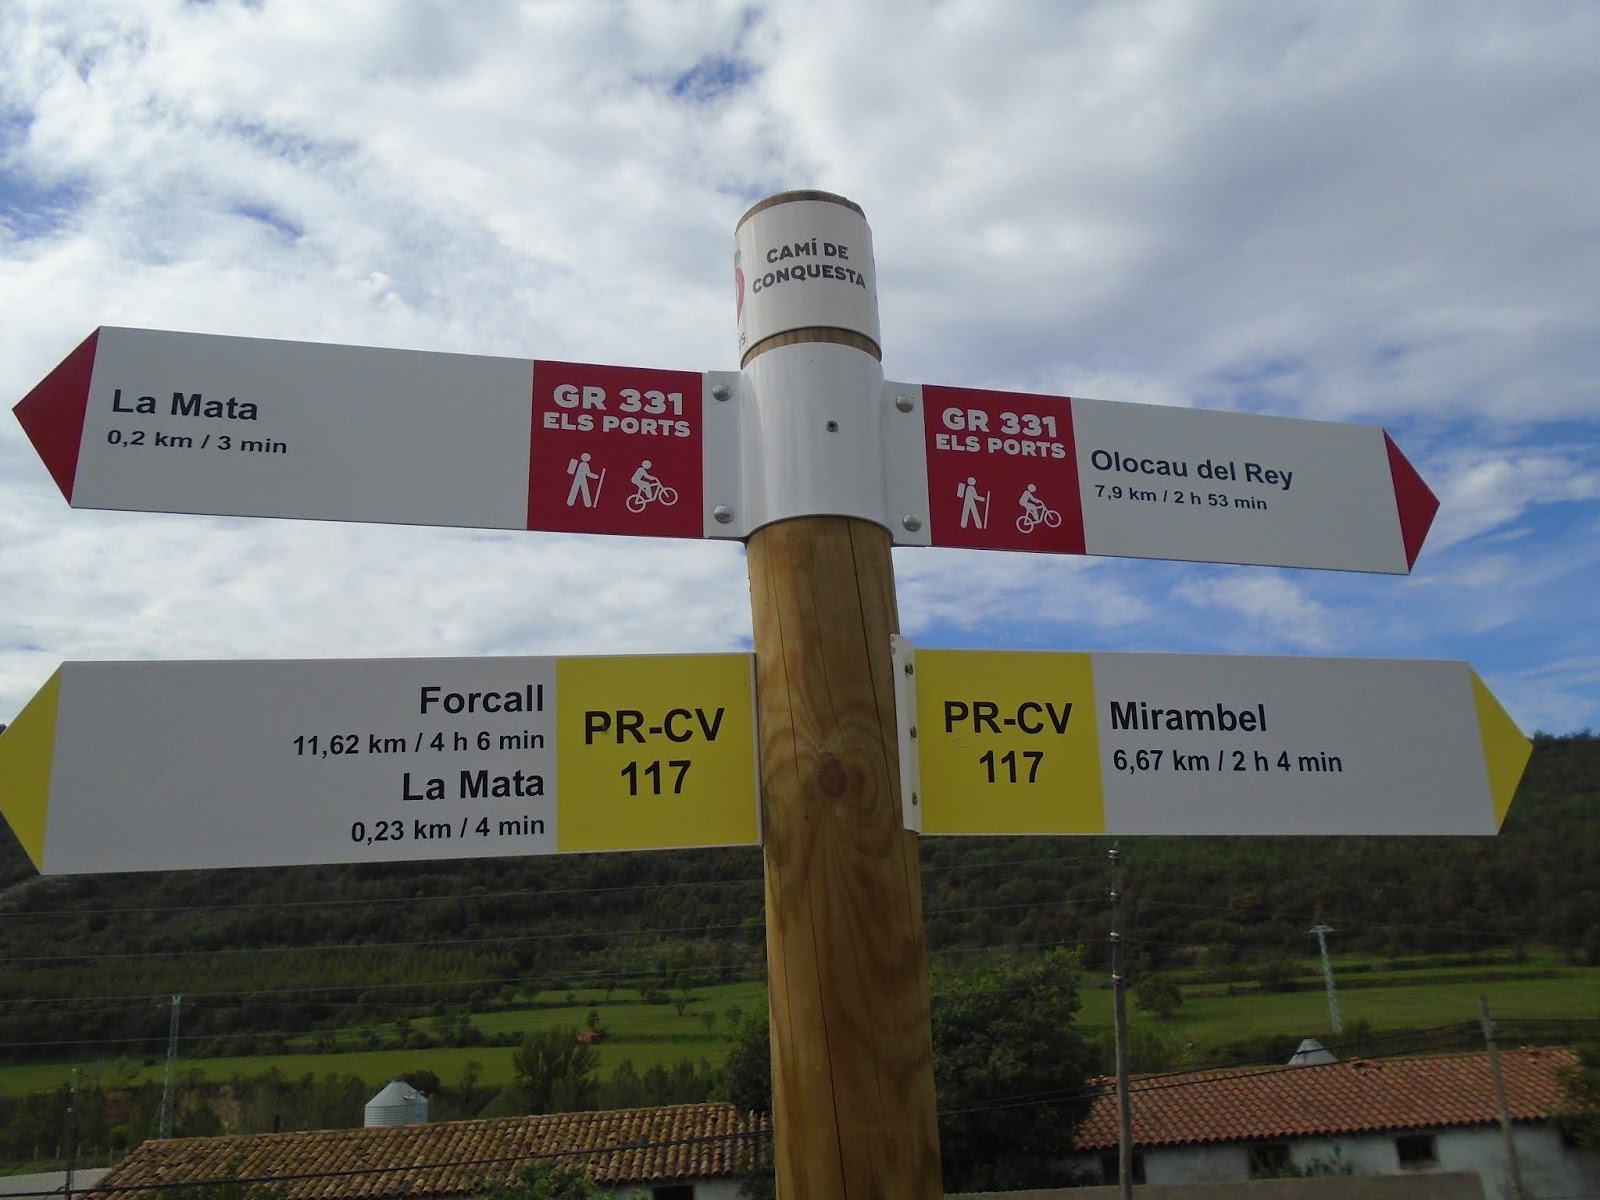 CAMÍ DE
CONQUESTA
La Mata
0,2 km / 3 min
GR 331
ELS PORTS
GR 331
ELS PORTS
Olocau del Rey
7,9 km / 2 h 53 min
Forcall
11,62 km / 4 h 6 min
La Mata
0,23 km / 4 min
PR-CV
117
PR-CV
117
Mirambel
6,67 km / 2 h 4 min